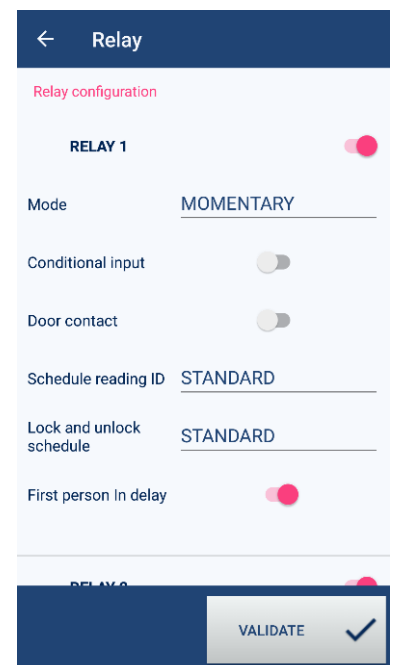 Relay
Relay configuration
RELAY 1
Mode MOMENTARY
Conditional input
Door contact
Schedule reading ID STANDARD
Lock and unlock
schedule STANDARD
First person In delay
RELAY
VALIDATE